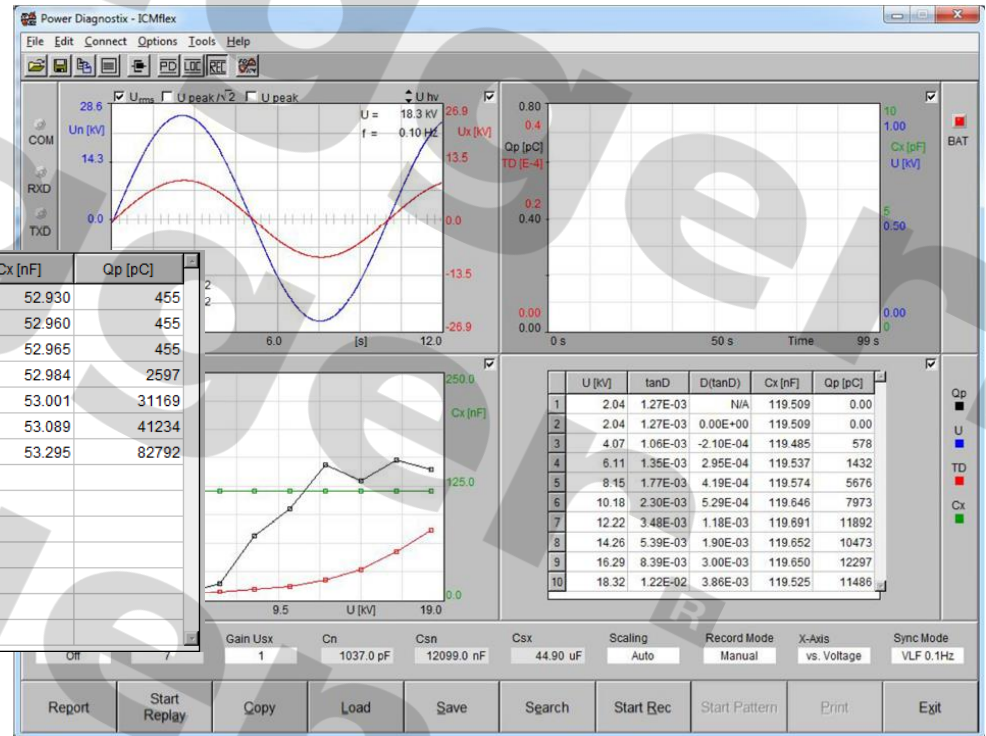 Power Diagnostix - ICMflex
File Edit Connect Options Tools Help
PD LOC REC
COM
RXD
TXD
Urms U peak/√2 U peak
U hv
U = 18.3 kV
f = 0.10 Hz
28.6
Un [kV]
14.3
0.0
26.9
Ux [kV]
13.5
0.0
-13.5
-26.9
2
2
6.0 [s] 12.0
0.80
0.4
Qp [pC]
TD [E-4]
0.2
0.40
0.00
0.00
0 s 50 s Time 99 s
10
1.00
Cx [pF]
U [kV]
5
0.50
0.00
0
BAT
Cx [nF] Qp [pC]
52.930 455
52.960 455
52.965 455
52.984 2597
53.001 31169
53.089 41234
53.295 82792
250.0
Cx [nF]
125.0
0.0
9.5 U [kV] 19.0
U [kV] tanD D(tanD) Cx [nF] Qp [pC]
1 2.04 1.27E-03 N/A 119.509 0.00
2 2.04 1.27E-03 0.00E+00 119.509 0.00
3 4.07 1.06E-03 -2.10E-04 119.485 578
4 6.11 1.35E-03 2.95E-04 119.537 1432
5 8.15 1.77E-03 4.19E-04 119.574 5676
6 10.18 2.30E-03 5.29E-04 119.646 7973
7 12.22 3.48E-03 1.18E-03 119.691 11892
8 14.26 5.39E-03 1.90E-03 119.652 10473
9 16.29 8.39E-03 3.00E-03 119.650 12297
10 18.32 1.22E-02 3.86E-03 119.525 11486
Qp
U
TD
Cx
Gain Usx Cn Csn Csx Scaling Record Mode X-Axis Sync Mode
Off 7 1 1037.0 pF 12099.0 nF 44.90 uF Auto Manual vs. Voltage VLF 0.1Hz
Report Start Replay Copy Load Save Search Start Rec Start Pattern Print Exit